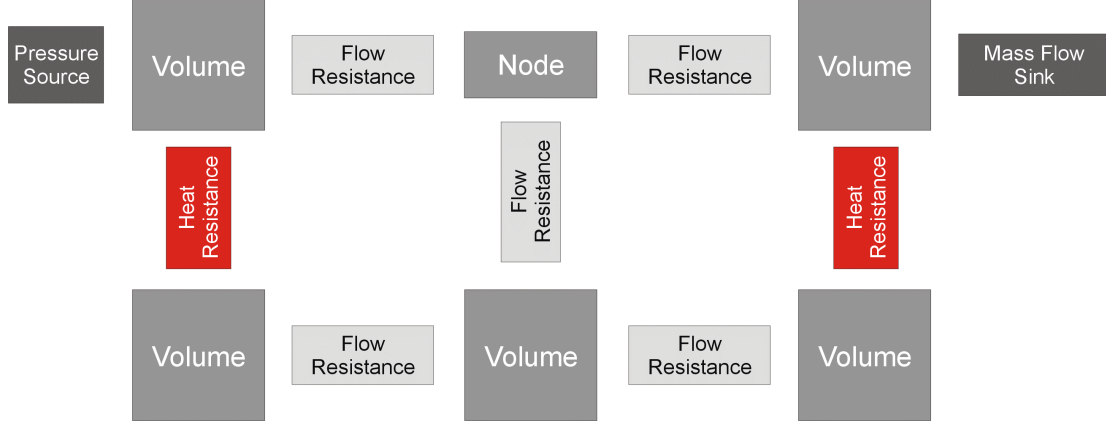 Pressure
Source
Volume
Flow
Resistance
Node
Flow
Resistance
Volume
Mass Flow
Sink
Heat
Resistance
Flow
Resistance
Heat
Resistance
Volume
Flow
Resistance
Volume
Flow
Resistance
Volume